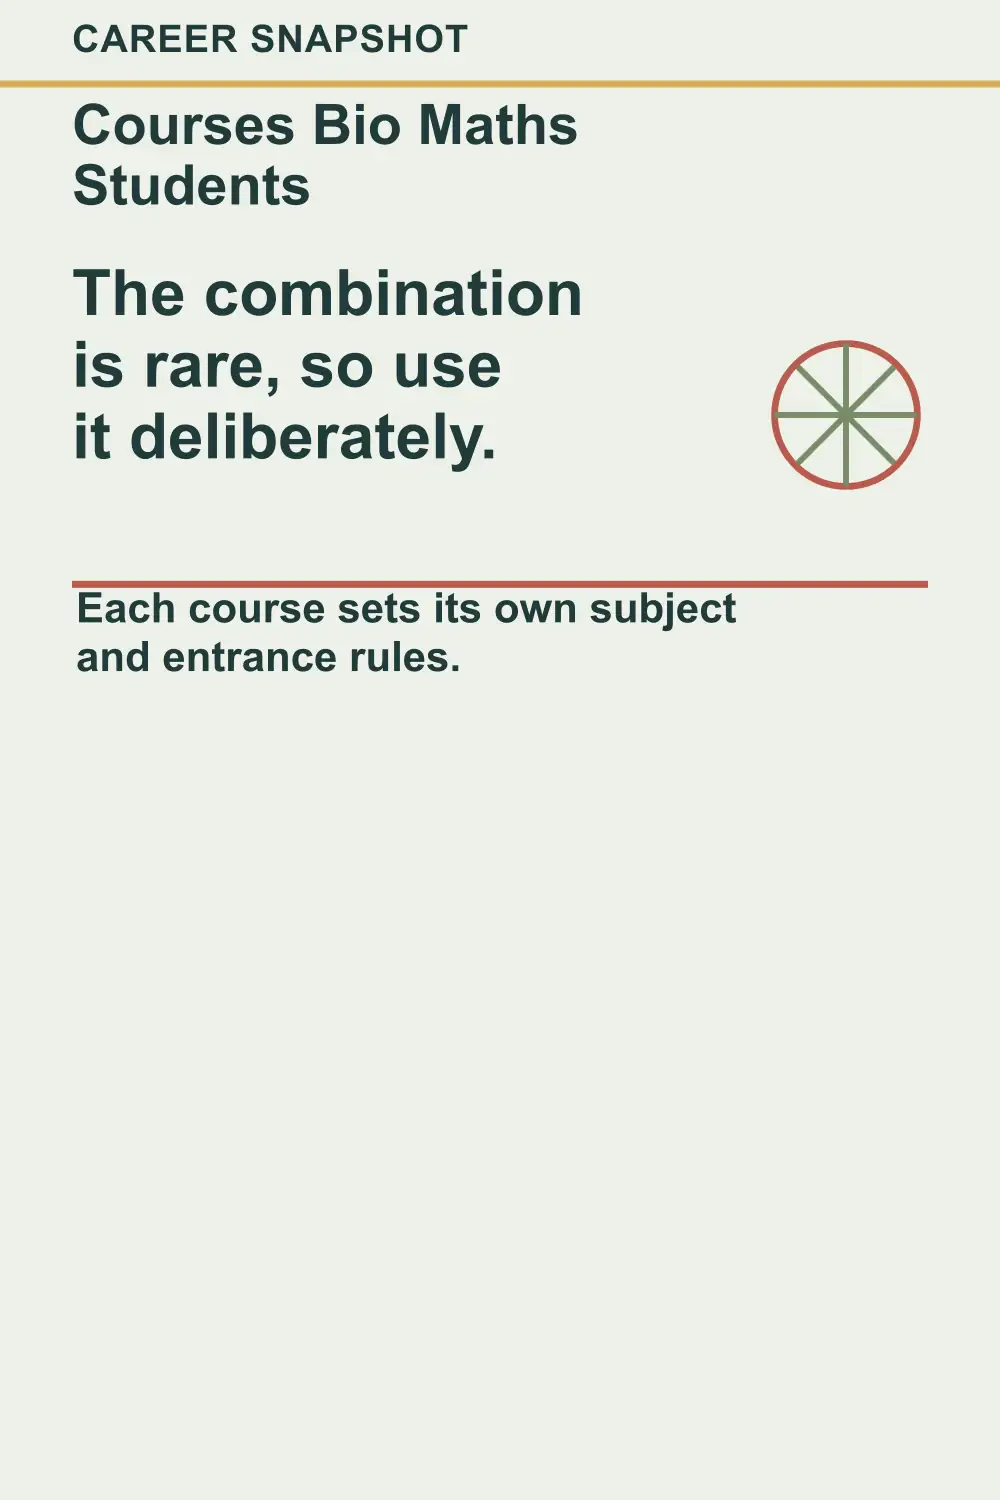 CAREER SNAPSHOT
Courses Bio Maths
Students
The combination
is rare, so use
it deliberately.
Each course sets its own subject
and entrance rules.